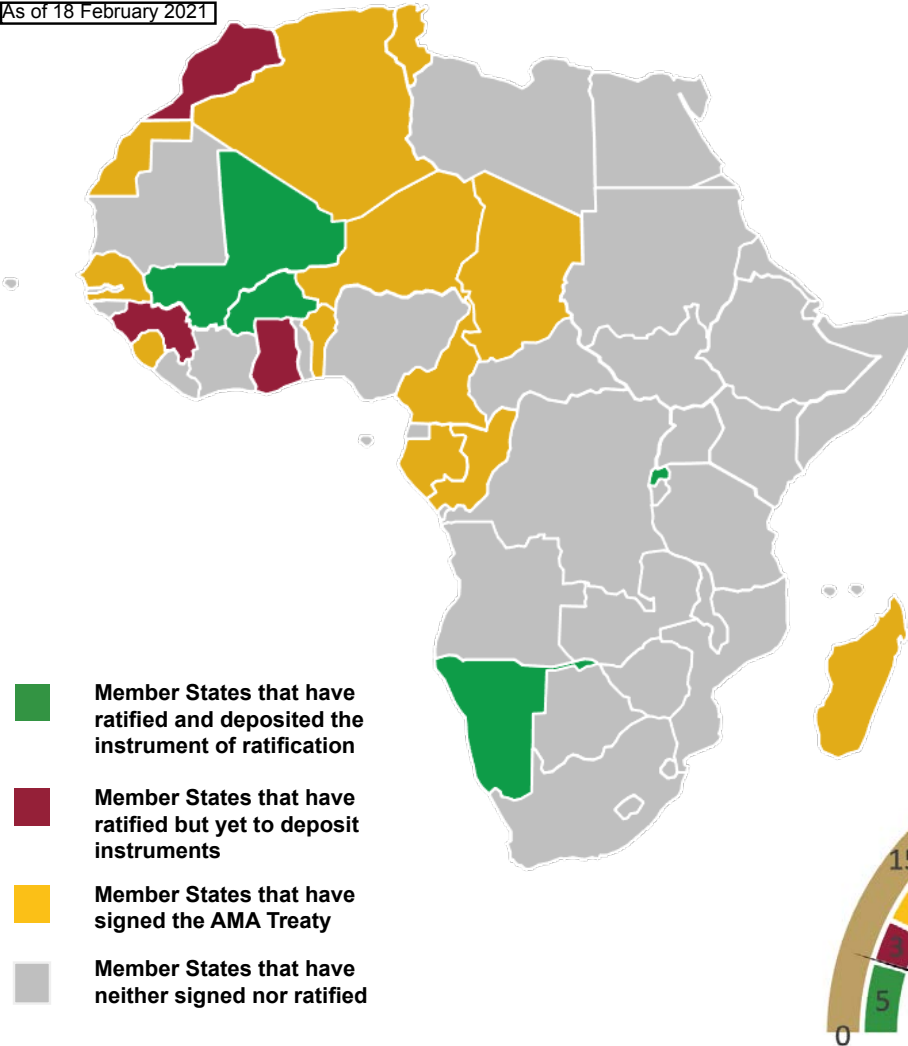 As of 18 February 2021
Member States that have
ratified and deposited the
instrument of ratification
Member States that have
ratified but yet to deposit
instruments
Member States that have
signed the AMA Treaty
Member States that have
neither signed nor ratified
3
5
0